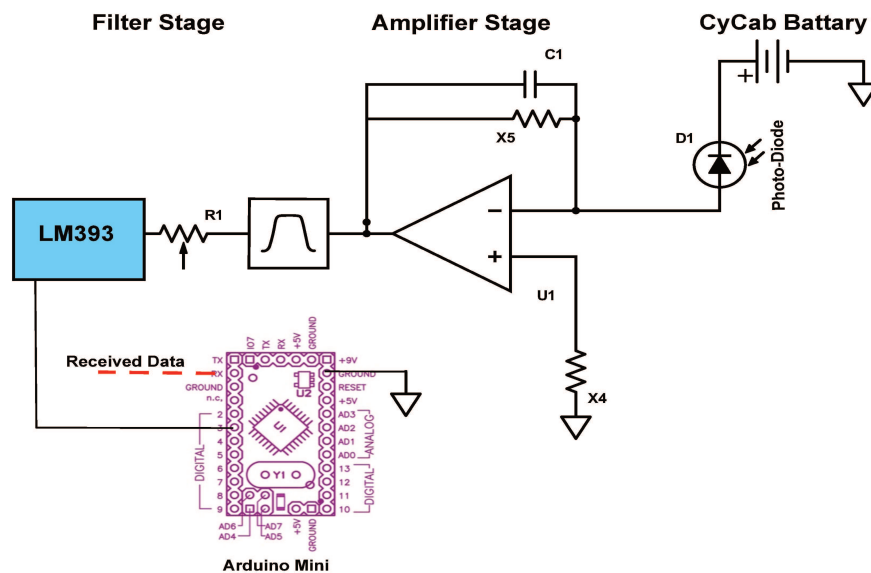 Filter Stage
Amplifier Stage
CyCab Battary
C1
+
X5
D1
Photo-Diode
R1
LM393
−
+
U1
X4
Received Data
TX
IO7
TX
RX
+5V
GROUND
+9V
RX
GROUND
GROUND
n.c.
U2
RESET
+5V
2
3
4
5
6
7
8
9
DIGITAL
U1
AD3
AD2
AD1
AD0
ANALOG
Y1
13
12
11
10
DIGITAL
AD6
AD4
AD7
AD5
+5V
GROUND
Arduino Mini